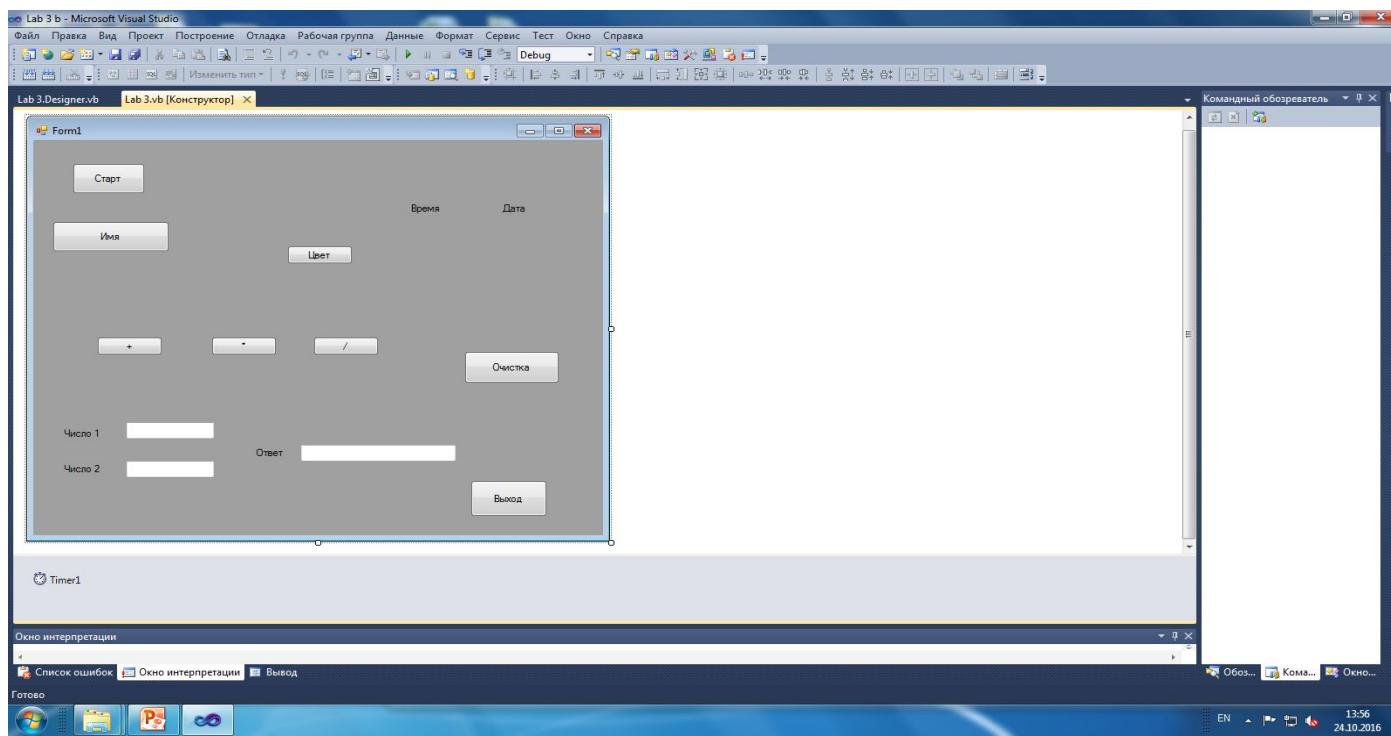 Lab 3 b - Microsoft Visual Studio
Файл Правка Вид Проект Построение Отладка Рабочая группа Данные Формат Сервис Тест Окно Справка
Debug
Изменить тип
Lab 3.Designer.vb Lab 3.vb [Конструктор] Командный обозреватель
Form1
Старт
Время Дата
Имя
Цвет
+ * /
Очистка
Число 1
Ответ
Число 2
Выход
Timer1
Окно интерпретации
Список ошибок Окно интерпретации Вывод Обоз... Кома... Окно...
Готово
EN 13:56
24.10.2016